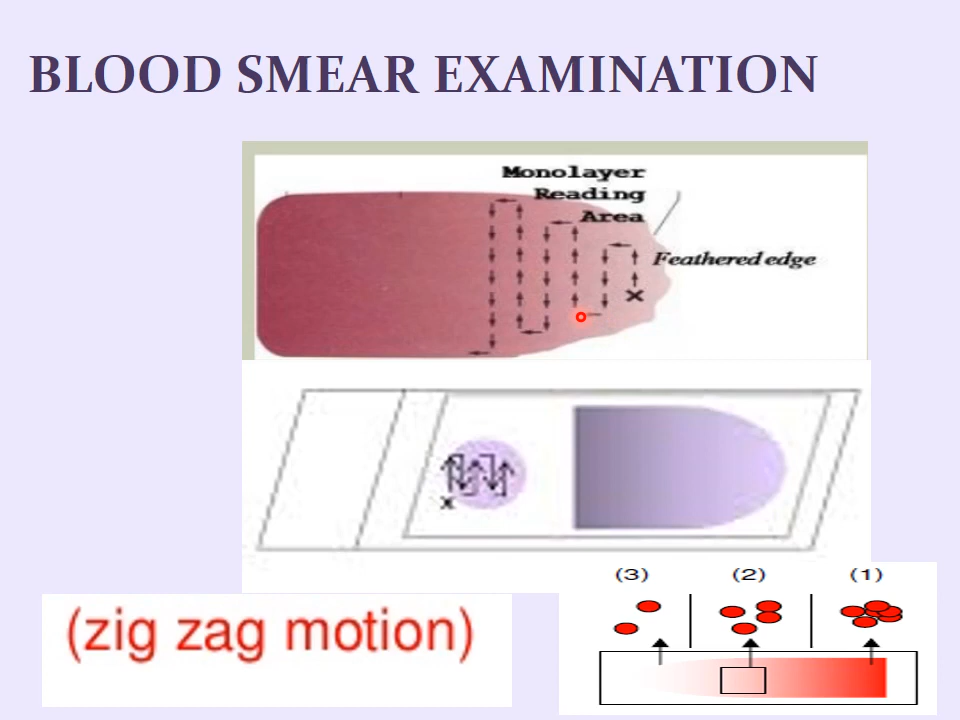 BLOOD SMEAR EXAMINATION
Monolayer
Reading
Area
Feathered edge
X
x
(3) (2) (1)
(zig zag motion)